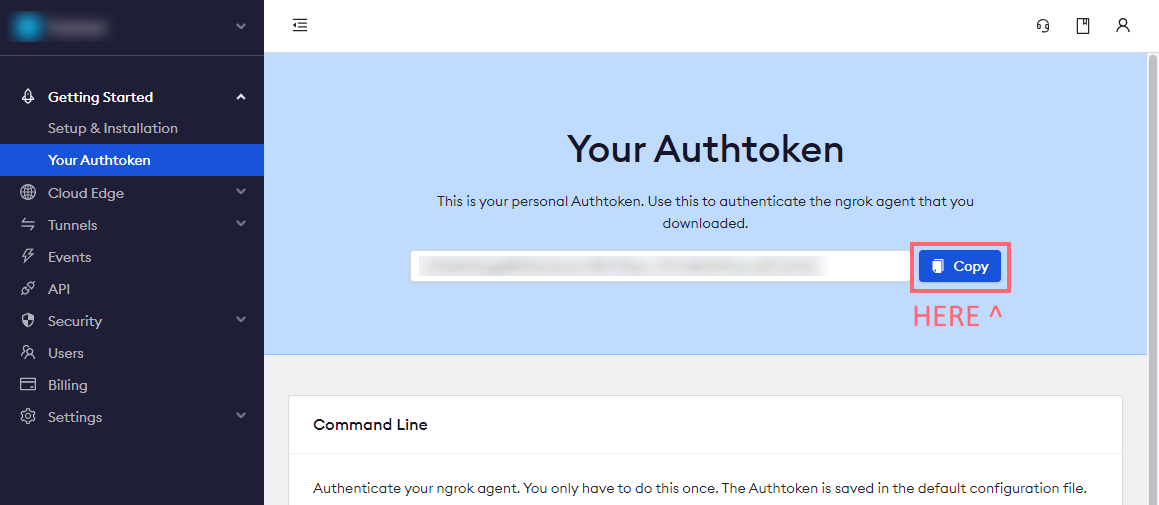 Getting Started
Setup & Installation
Your Authtoken
Cloud Edge
Tunnels
Events
API
Security
Users
Billing
Settings
Your Authtoken
This is your personal Authtoken. Use this to authenticate the ngrok agent that you
downloaded.
Copy
HERE ^
Command Line
Authenticate your ngrok agent. You only have to do this once. The Authtoken is saved in the default configuration file.